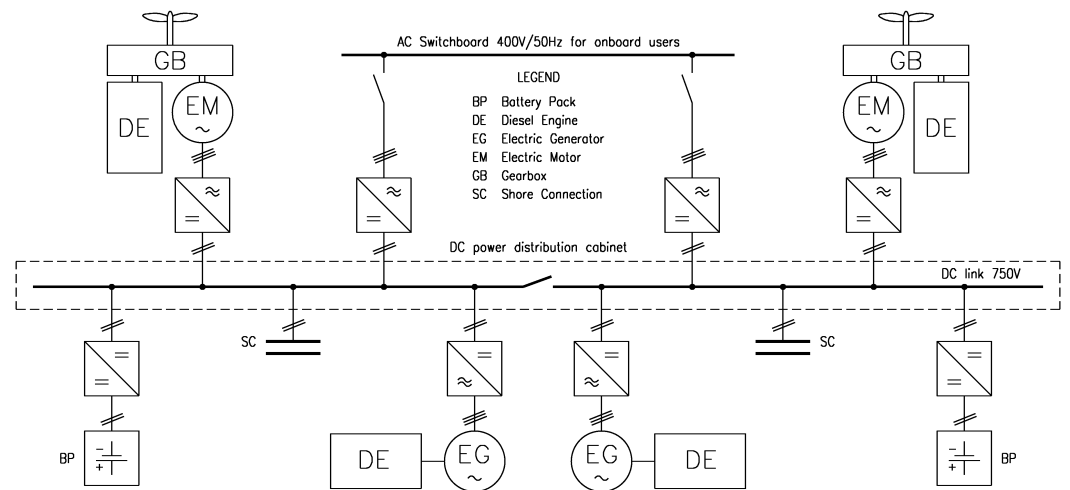 AC Switchboard 400V/50Hz for onboard users
GB
GB
LEGEND
BP Battery Pack
DE Diesel Engine
EG Electric Generator
EM Electric Motor
GB Gearbox
SC Shore Connection
DE
EM
~
EM
~
DE
≈
=
≈
=
≈
=
≈
=
DC power distribution cabinet
DC link 750V
SC
SC
=
=
=
≈
=
≈
=
=
BP
-
+
DE
EG
~
EG
~
DE
-
+
BP